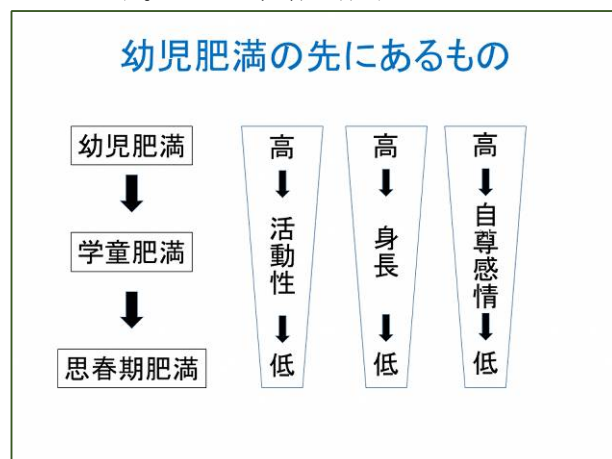 幼児肥満の先にあるもの
幼児肥満
学童肥満
思春期肥満
高
活動性
低
高
身長
低
高
自尊感情
低